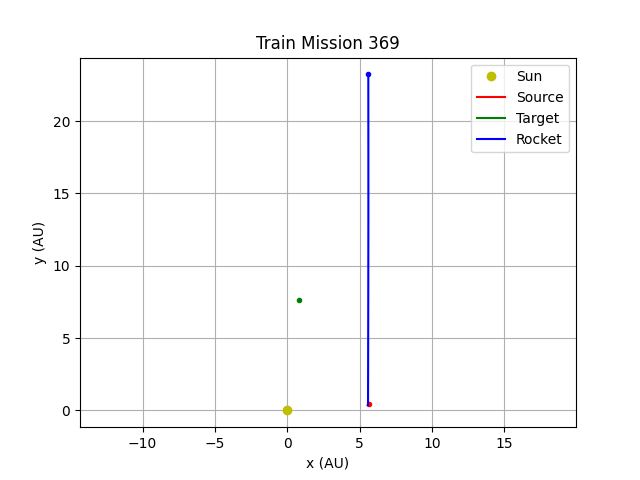 Train Mission 369
Sun
Source
Target
Rocket
20
15
10
5
0
y (AU)
−10
−5
0
5
10
15
x (AU)